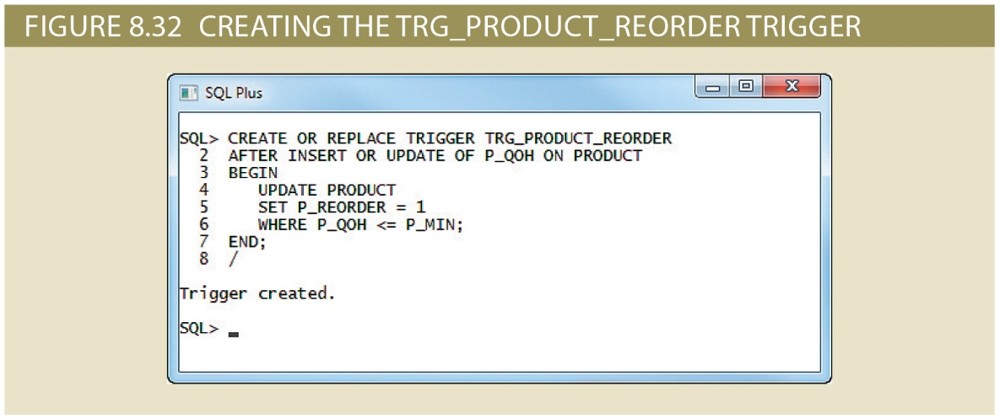 FIGURE 8.32 CREATING THE TRG_PRODUCT_REORDER TRIGGER
SQL Plus
SQL> CREATE OR REPLACE TRIGGER TRG_PRODUCT_REORDER
2 AFTER INSERT OR UPDATE OF P_QOH ON PRODUCT
3 BEGIN
4 UPDATE PRODUCT
5 SET P_REORDER = 1
6 WHERE P_QOH <= P_MIN;
7 END;
8 /
Trigger created.
SQL> _